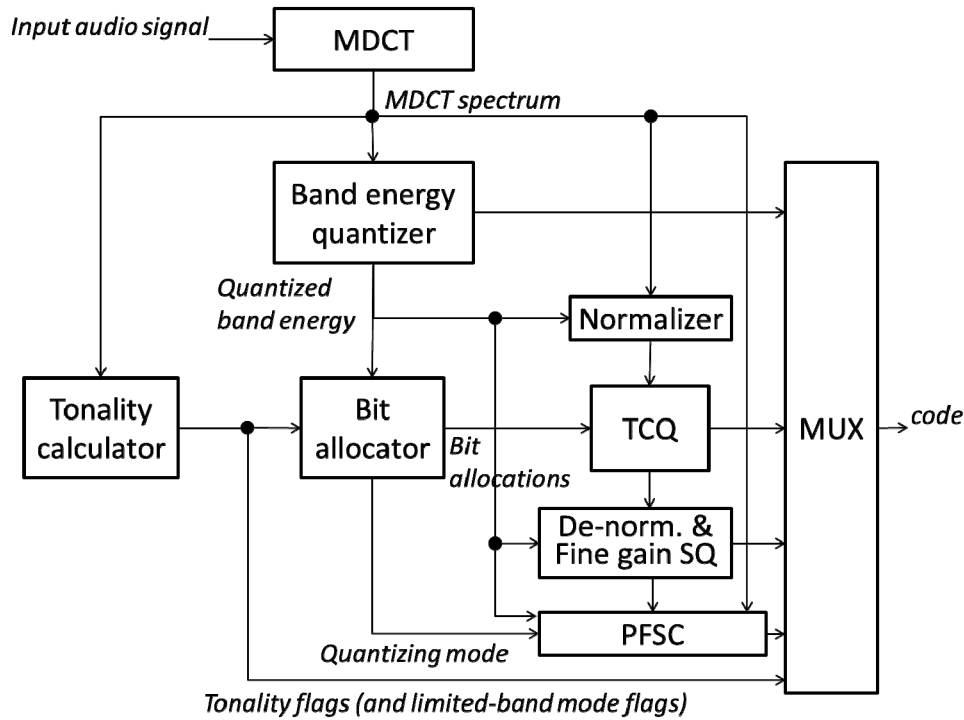 Input audio signal
MDCT
MDCT spectrum
Band energy
quantizer
Quantized
band energy
Normalizer
Tonality
calculator
Bit
allocator
Bit
allocations
TCQ
MUX
code
De-norm. &
Fine gain SQ
PFSC
Quantizing mode
Tonality flags (and limited-band mode flags)